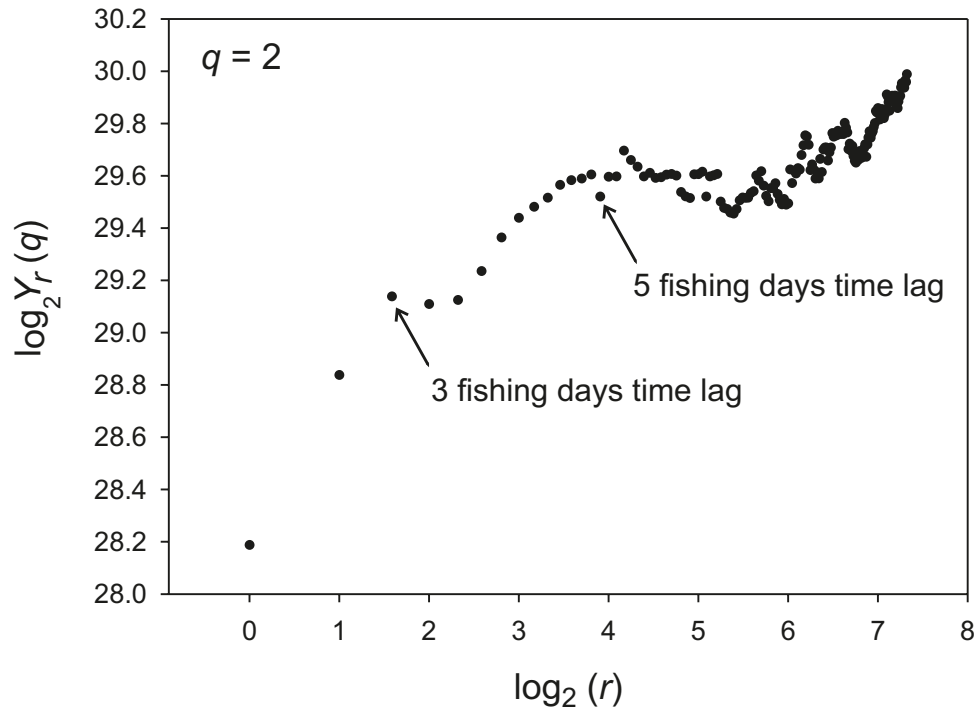 30.2
q = 2
30.0
29.8
29.6
29.4
29.2
29.0
28.8
28.6
28.4
28.2
28.0
log2Yr (q)
5 fishing days time lag
3 fishing days time lag
0 1 2 3 4 5 6 7 8
log2 (r)